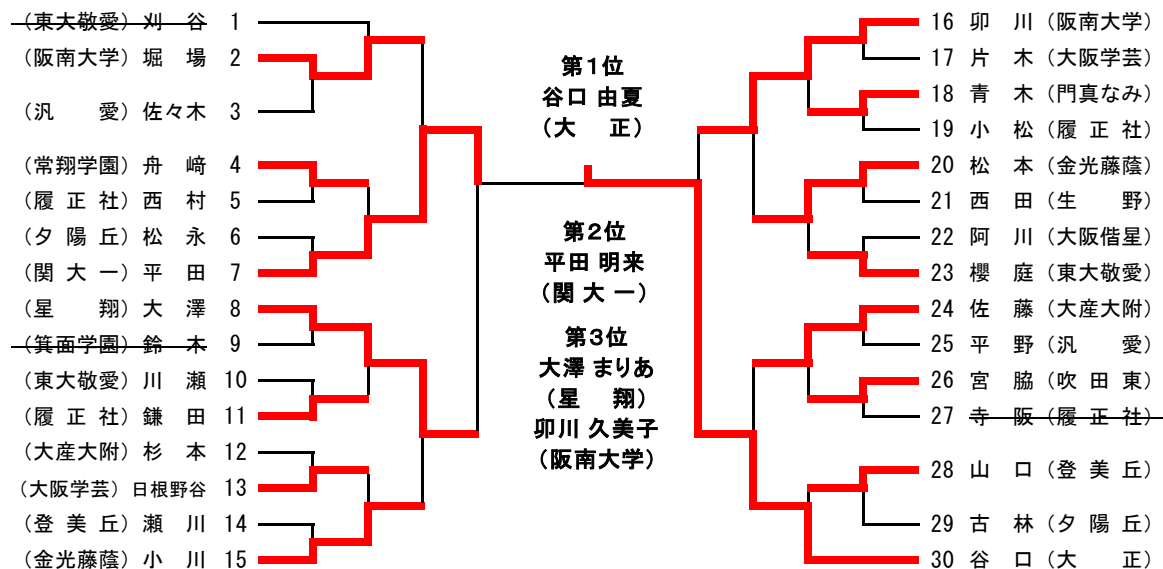 (東大敬愛) 刈 谷 1
(阪南大学) 堀 場 2
(汎 愛) 佐々木 3
(常翔学園) 舟 﨑 4
(履 正 社) 西 村 5
(夕 陽 丘) 松 永 6
(関 大 一) 平 田 7
(星 翔) 大 澤 8
(箕面学園) 鈴 木 9
(東大敬愛) 川 瀬 10
(履 正 社) 鎌 田 11
(大産大附) 杉 本 12
(大阪学芸) 日根野谷 13
(登 美 丘) 瀬 川 14
(金光藤蔭) 小 川 15
第1位
谷口 由夏
(大 正)
第2位
平田 明来
(関 大 一)
第3位
大澤 まりあ
(星 翔)
卯川 久美子
(阪南大学)
16 卯 川 (阪南大学)
17 片 木 (大阪学芸)
18 青 木 (門真なみ)
19 小 松 (履 正 社)
20 松 本 (金光藤蔭)
21 西 田 (生 野)
22 阿 川 (大阪偕星)
23 櫻 庭 (東大敬愛)
24 佐 藤 (大産大附)
25 平 野 (汎 愛)
26 宮 脇 (吹 田 東)
27 寺 阪 (履 正 社)
28 山 口 (登 美 丘)
29 古 林 (夕 陽 丘)
30 谷 口 (大 正)